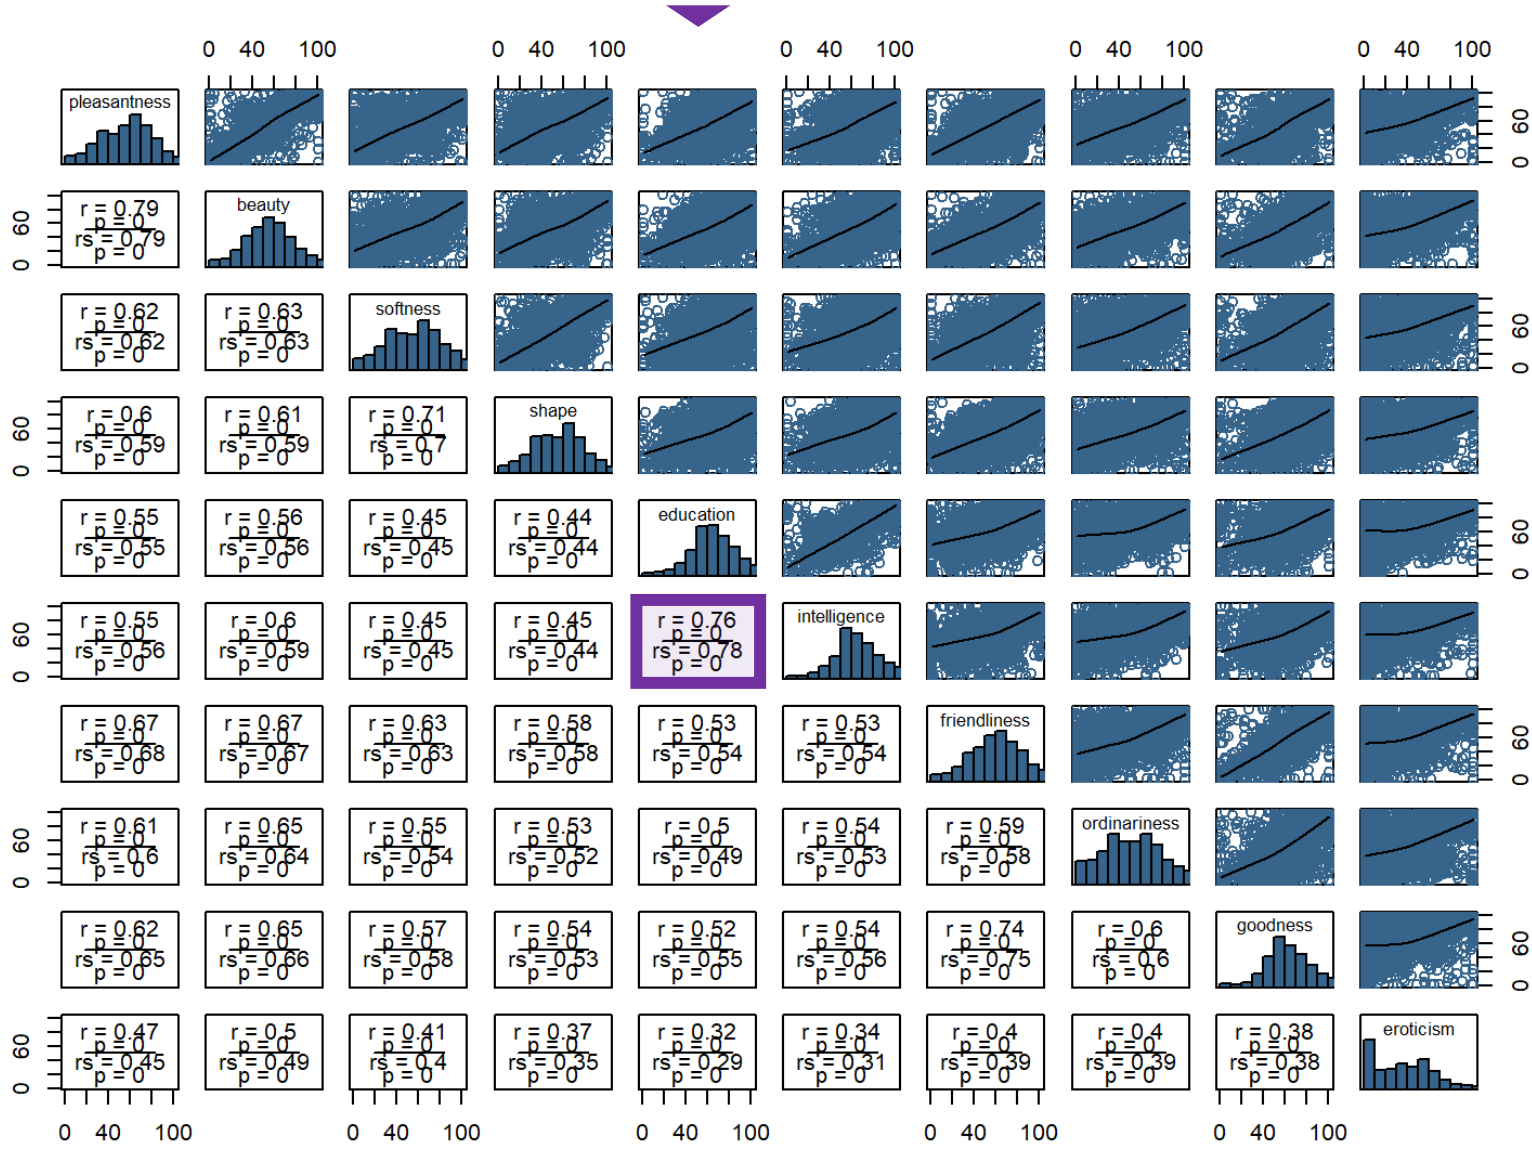 0 40 100 0 40 100 0 40 100 0 40 100 0 40 100
pleasantness
60
0
60
0
r = 0.79
p = 0
rs = 0.79
p = 0
beauty
r = 0.62
p = 0
rs = 0.62
p = 0
r = 0.63
p = 0
rs = 0.63
p = 0
softness
60
0
60
0
r = 0.6
p = 0
rs = 0.59
p = 0
r = 0.61
p = 0
rs = 0.59
p = 0
r = 0.71
p = 0
rs = 0.7
p = 0
shape
r = 0.55
p = 0
rs = 0.55
p = 0
r = 0.56
p = 0
rs = 0.56
p = 0
r = 0.45
p = 0
rs = 0.45
p = 0
r = 0.44
p = 0
rs = 0.44
p = 0
education
60
0
60
0
r = 0.55
p = 0
rs = 0.56
p = 0
r = 0.6
p = 0
rs = 0.59
p = 0
r = 0.45
p = 0
rs = 0.45
p = 0
r = 0.45
p = 0
rs = 0.44
p = 0
r = 0.76
p = 0
rs = 0.78
p = 0
intelligence
r = 0.67
p = 0
rs = 0.68
p = 0
r = 0.67
p = 0
rs = 0.67
p = 0
r = 0.63
p = 0
rs = 0.63
p = 0
r = 0.58
p = 0
rs = 0.58
p = 0
r = 0.53
p = 0
rs = 0.54
p = 0
r = 0.53
p = 0
rs = 0.54
p = 0
friendliness
60
0
60
0
r = 0.61
p = 0
rs = 0.6
p = 0
r = 0.65
p = 0
rs = 0.64
p = 0
r = 0.55
p = 0
rs = 0.54
p = 0
r = 0.53
p = 0
rs = 0.52
p = 0
r = 0.5
p = 0
rs = 0.49
p = 0
r = 0.54
p = 0
rs = 0.53
p = 0
r = 0.59
p = 0
rs = 0.58
p = 0
ordinariness
r = 0.62
p = 0
rs = 0.65
p = 0
r = 0.65
p = 0
rs = 0.66
p = 0
r = 0.57
p = 0
rs = 0.58
p = 0
r = 0.54
p = 0
rs = 0.53
p = 0
r = 0.52
p = 0
rs = 0.55
p = 0
r = 0.54
p = 0
rs = 0.56
p = 0
r = 0.74
p = 0
rs = 0.75
p = 0
r = 0.6
p = 0
rs = 0.6
p = 0
goodness
60
0
60
0
r = 0.47
p = 0
rs = 0.45
p = 0
r = 0.5
p = 0
rs = 0.49
p = 0
r = 0.41
p = 0
rs = 0.4
p = 0
r = 0.37
p = 0
rs = 0.35
p = 0
r = 0.32
p = 0
rs = 0.29
p = 0
r = 0.34
p = 0
rs = 0.31
p = 0
r = 0.4
p = 0
rs = 0.39
p = 0
r = 0.4
p = 0
rs = 0.39
p = 0
r = 0.38
p = 0
rs = 0.38
p = 0
eroticism
0 40 100 0 40 100 0 40 100 0 40 100 0 40 100